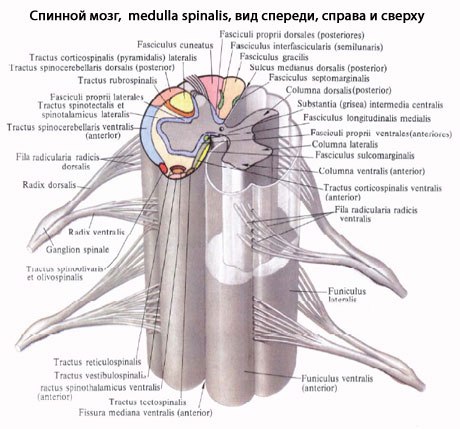 Спинной мозг,  medulla spinalis, вид спереди, справа и сверху
Fasciculi proprii dorsales (posteriores)
Fasciculus cuneatus
Fasciculus interfascicularis (semilunaris)
Tractus corticospinalis (pyramidalis) lateralis
Fasciculus gracilis
Tractus spinocerebellaris dorsalis (posterior)
Sulcus medianus dorsalis (posterior)
Tractus rubrospinalis
Fasciculus septomarginalis
Columna dorsalis(posterior)
Fasciculi proprii laterales
Tractus spinotectalis et
spinotalamicus lateralis
Substantia (grisea) intermedia centralis
Fasciculus longitudinalis medialis
Tractus spinocerebellaris ventralis
(anterior)
Fasciculi proprii ventrales(anteriores)
Columna lateralis
Fasciculus sulcomarginalis
Fila radicularia radicis
dorsalis
Columna ventralis (anterior)
Radix dorsalis
Tractus corticospinalis ventralis
(anterior)
Fila radicularia radicis
ventralis
Radix ventralis
Ganglion spinale
Tractus spinoolivaris
et olivospinalis
Funiculus
lateralis
Tractus reticulospinalis
Tractus vestibulospinalis
ractus spinothalamicus ventralis
(anterior)
Funiculus ventralis
(anterior)
Tractus tectospinalis
Fissura mediana ventralis (anterior)